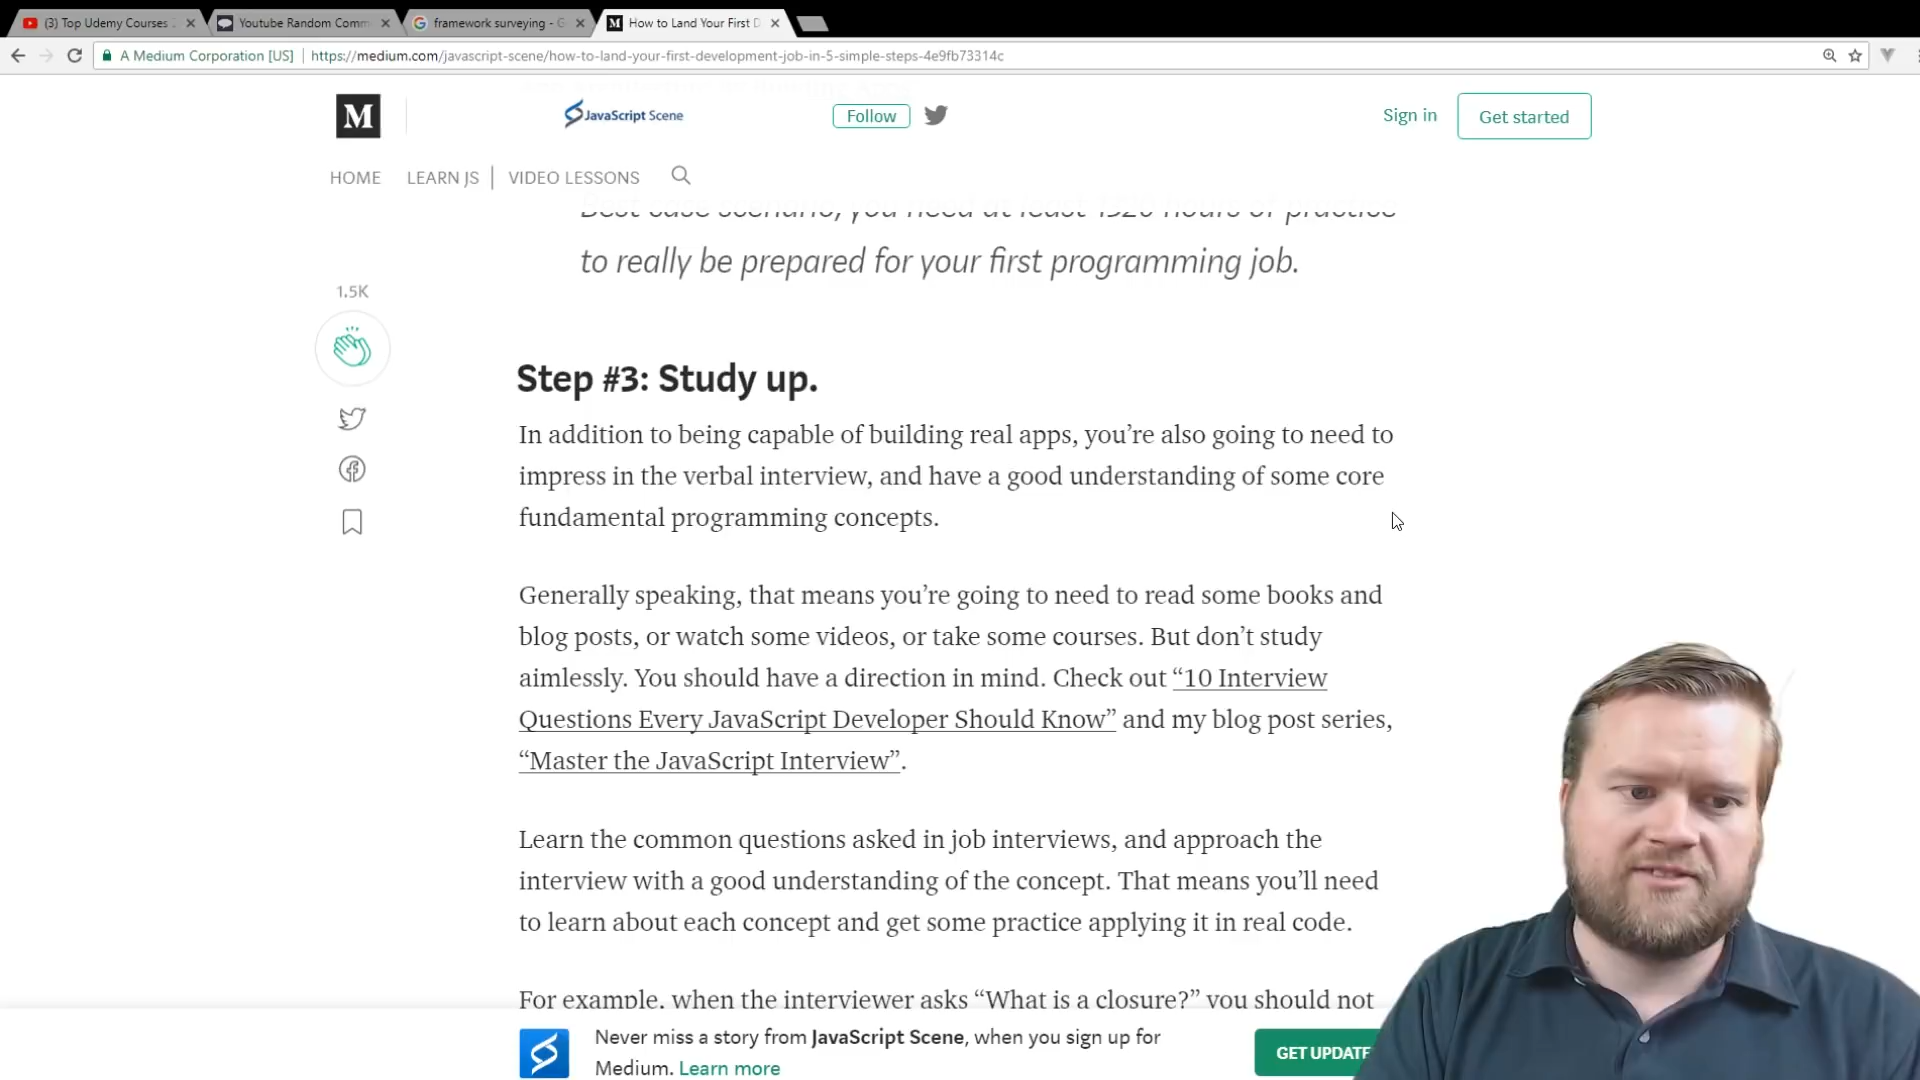 (3) Top Udemy Courses
Youtube Random Comm
framework surveying - G
How to Land Your First D
A Medium Corporation [US]
https://medium.com/javascript-scene/how-to-land-your-first-development-job-in-5-simple-steps-4e9fb73314c
M
JavaScript Scene
Follow
Sign in
Get started
HOME
LEARN JS
VIDEO LESSONS
Best case scenario, you need at least 1320 hours of practice
to really be prepared for your first programming job.
1.5K
Step #3: Study up.
In addition to being capable of building real apps, you’re also going to need to
impress in the verbal interview, and have a good understanding of some core
fundamental programming concepts.
Generally speaking, that means you’re going to need to read some books and
blog posts, or watch some videos, or take some courses. But don’t study
aimlessly. You should have a direction in mind. Check out “10 Interview
Questions Every JavaScript Developer Should Know” and my blog post series,
“Master the JavaScript Interview”.
Learn the common questions asked in job interviews, and approach the
interview with a good understanding of the concept. That means you’ll need
to learn about each concept and get some practice applying it in real code.
For example, when the interviewer asks “What is a closure?” you should not
Never miss a story from JavaScript Scene, when you sign up for
Medium. Learn more
GET UPDATE